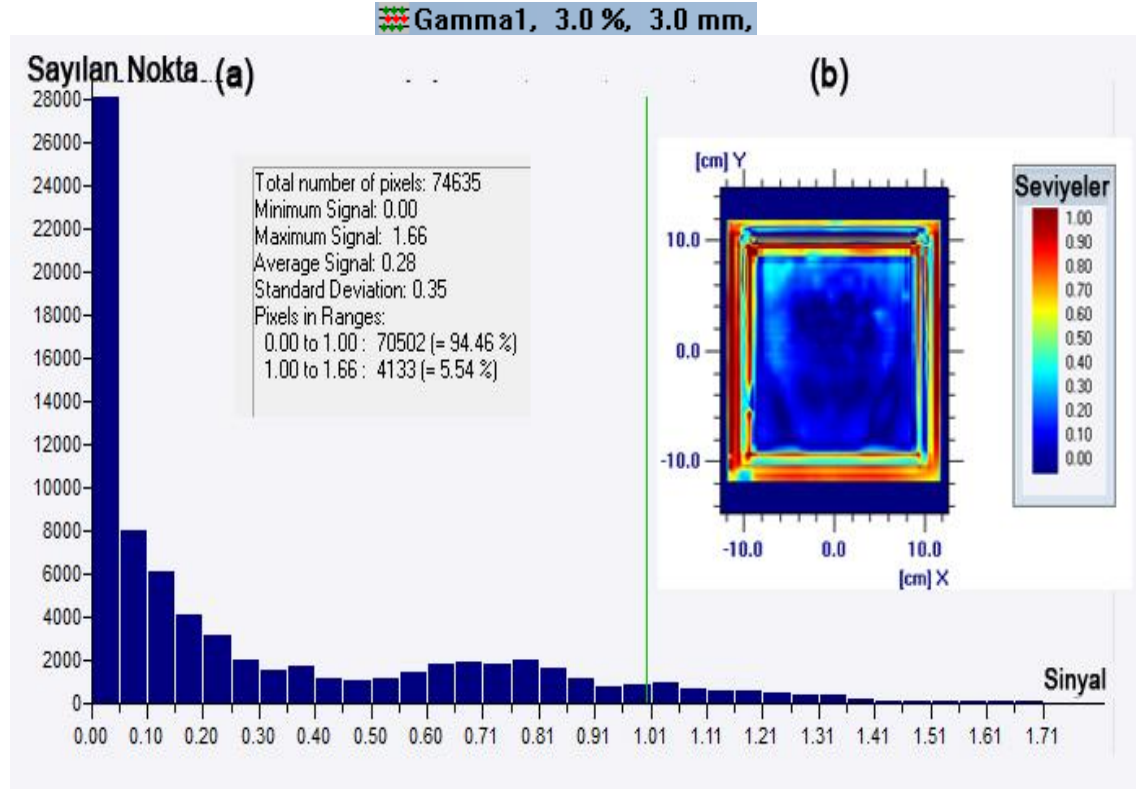 Gamma1, 3.0 %, 3.0 mm,
Sayılan Nokta (a)
(b)
28000
26000
24000
22000
20000
18000
16000
14000
12000
10000
8000
6000
4000
2000
0
0.00 0.10 0.20 0.30 0.40 0.50 0.60 0.71 0.81 0.91 1.01 1.11 1.21 1.31 1.41 1.51 1.61 1.71
Sinyal
Total number of pixels: 74635
Minimum Signal: 0.00
Maximum Signal: 1.66
Average Signal: 0.28
Standard Deviation: 0.35
Pixels in Ranges:
0.00 to 1.00 : 70502 (= 94.46 %)
1.00 to 1.66 : 4133 (= 5.54 %)
[cm] Y
10.0
0.0
-10.0
-10.0 0.0 10.0
[cm] X
Seviyeler
1.00
0.90
0.80
0.70
0.60
0.50
0.40
0.30
0.20
0.10
0.00